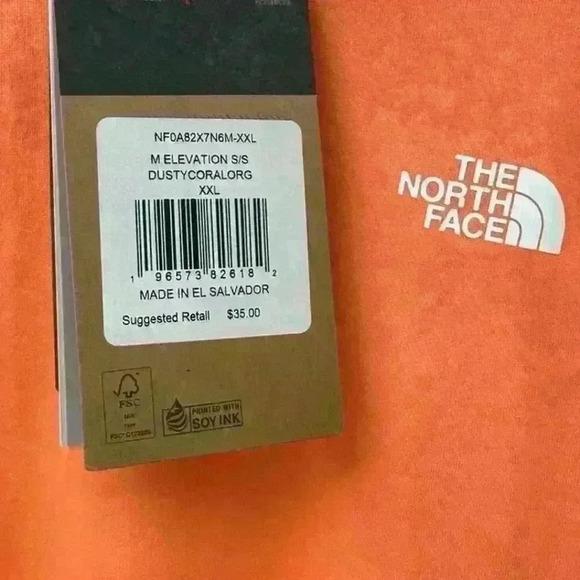 NF0A82X7N6M-XXL
M ELEVATION S/S
DUSTYCORALORG
XXL
1 96573 82618 2
MADE IN EL SALVADOR
Suggested Retail $35.00
FSC
PRINTED WITH
SOY INK
THE
NORTH
FACE